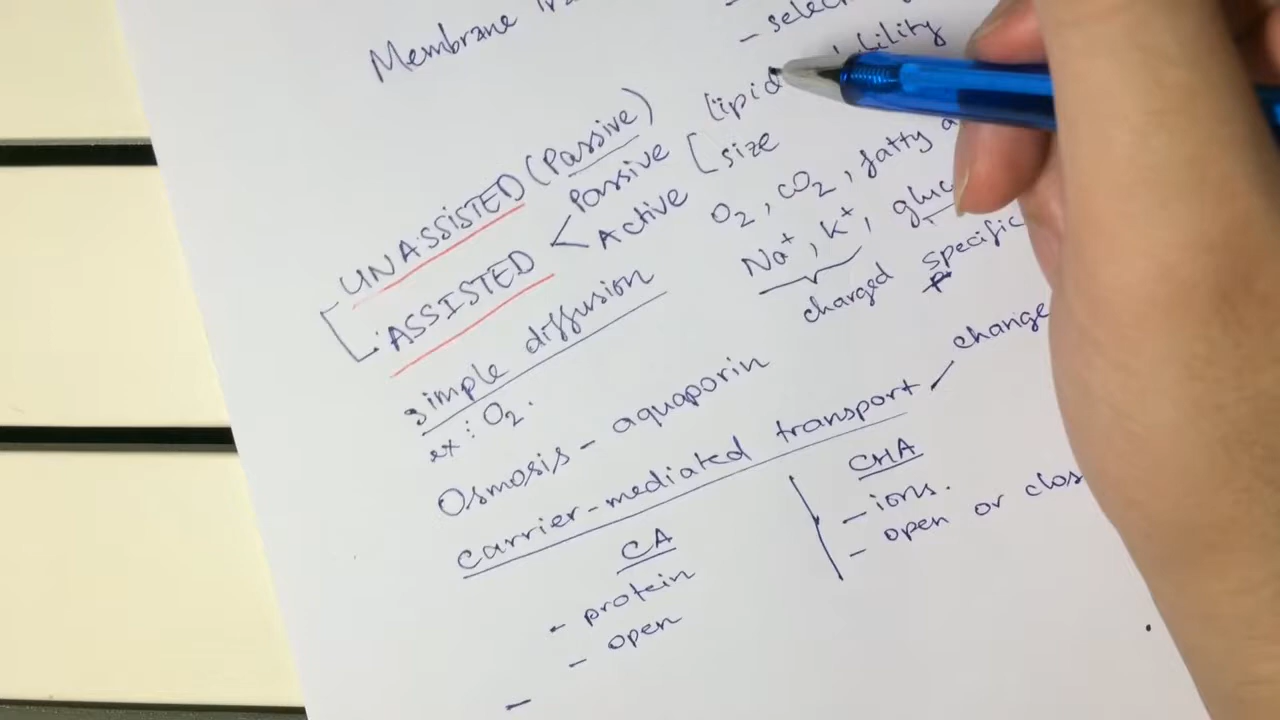 Membrane
- selec
lipid bility
UNASSISTED (Passive) [ size
ASSISTED < Passive
Active
O2, CO2, fatty a
Na+, K+, gluc
charged specific
simple diffusion
ex: O2.
Osmosis - aquaporin
carrier-mediated transport / change
CA
- protein
- open
-
CHA
- ions.
- open or clos